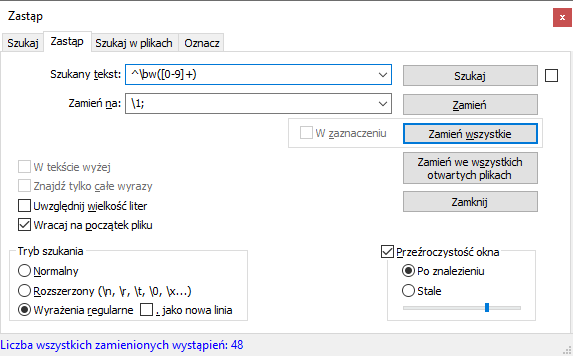 Zastąp
Szukaj Zastąp Szukaj w plikach Oznacz
Szukany tekst: ^\bw([0-9]+) Szukaj
Zamień na: \1; Zamień
W zaznaczeniu Zamień wszystkie
Zamień we wszystkich
otwartych plikach
W tekście wyżej
Znajdź tylko całe wyrazy
Uwzględnij wielkość liter Zamknij
Wracaj na początek pliku
Tryb szukania Przeźroczystość okna
Normalny Po znalezieniu
Rozszerzony (\n, \r, \t, \0, \x...) Stale
Wyrażenia regularne . jako nowa linia
Liczba wszystkich zamienionych wystąpień: 48